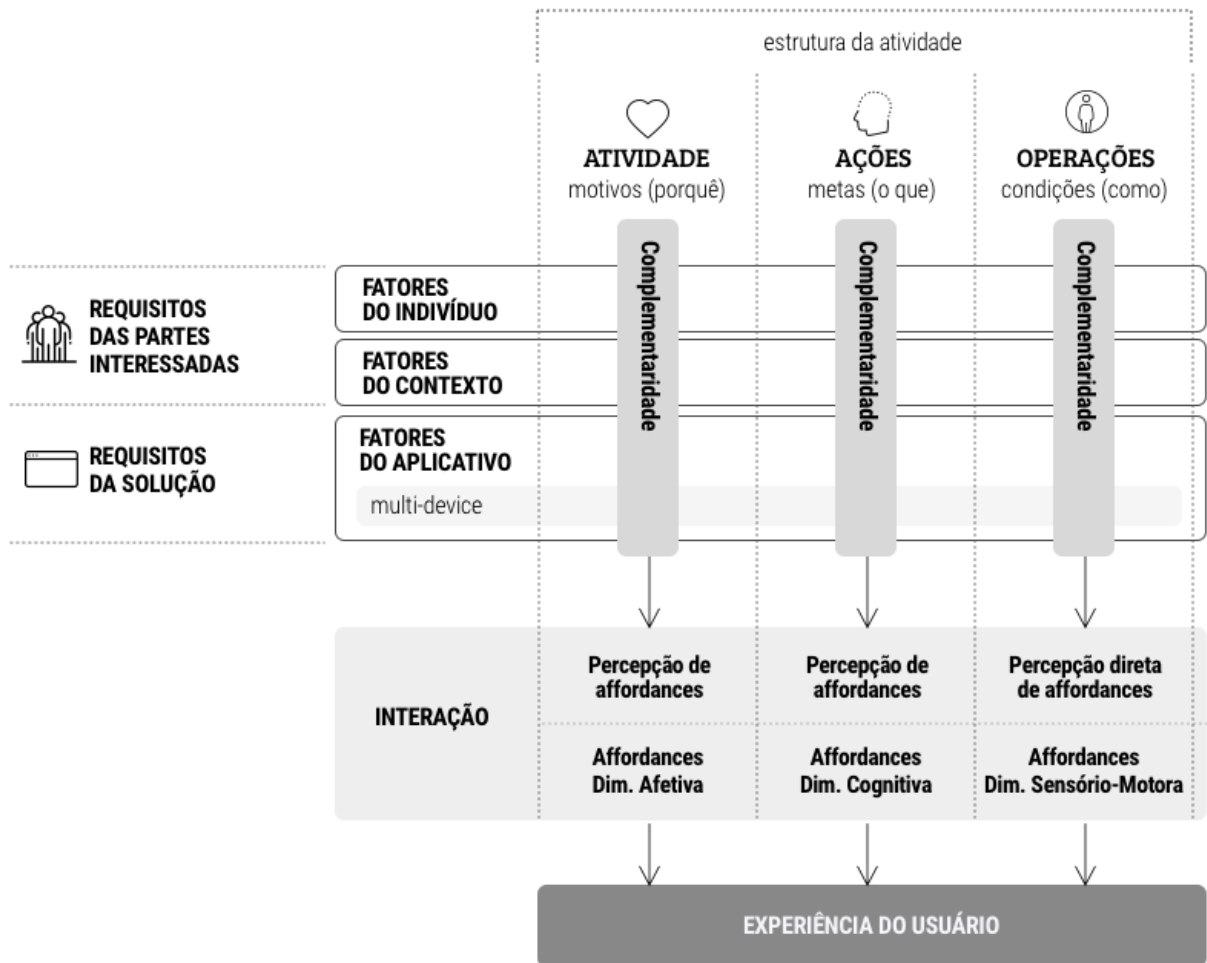 estrutura da atividade
ATIVIDADE
motivos (porquê)
AÇÕES
metas (o que)
OPERAÇÕES
condições (como)
Complementaridade
Complementaridade
Complementaridade
REQUISITOS
DAS PARTES
INTERESSADAS
FATORES
DO INDIVÍDUO
FATORES
DO CONTEXTO
REQUISITOS
DA SOLUÇÃO
FATORES
DO APLICATIVO
multi-device
INTERAÇÃO
Percepção de
affordances
Percepção de
affordances
Percepção direta
de affordances
Affordances
Dim. Afetiva
Affordances
Dim. Cognitiva
Affordances
Dim. Sensório-Motora
EXPERIÊNCIA DO USUÁRIO